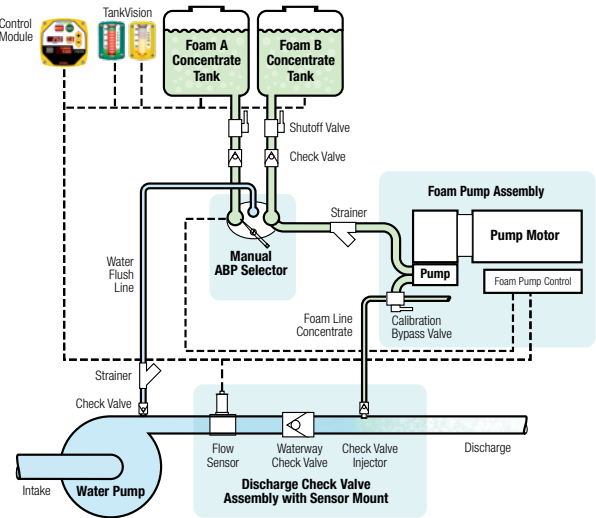 Control
Module
TankVision
Foam A
Concentrate
Tank
Foam B
Concentrate
Tank
Shutoff Valve
Check Valve
Foam Pump Assembly
Strainer
Pump Motor
Manual
ABP Selector
Pump
Foam Pump Control
Water
Flush
Line
Foam Line
Concentrate
Calibration
Bypass Valve
Strainer
Check Valve
Flow
Sensor
Waterway
Check Valve
Check Valve
Injector
Discharge
Intake
Water Pump
Discharge Check Valve
Assembly with Sensor Mount